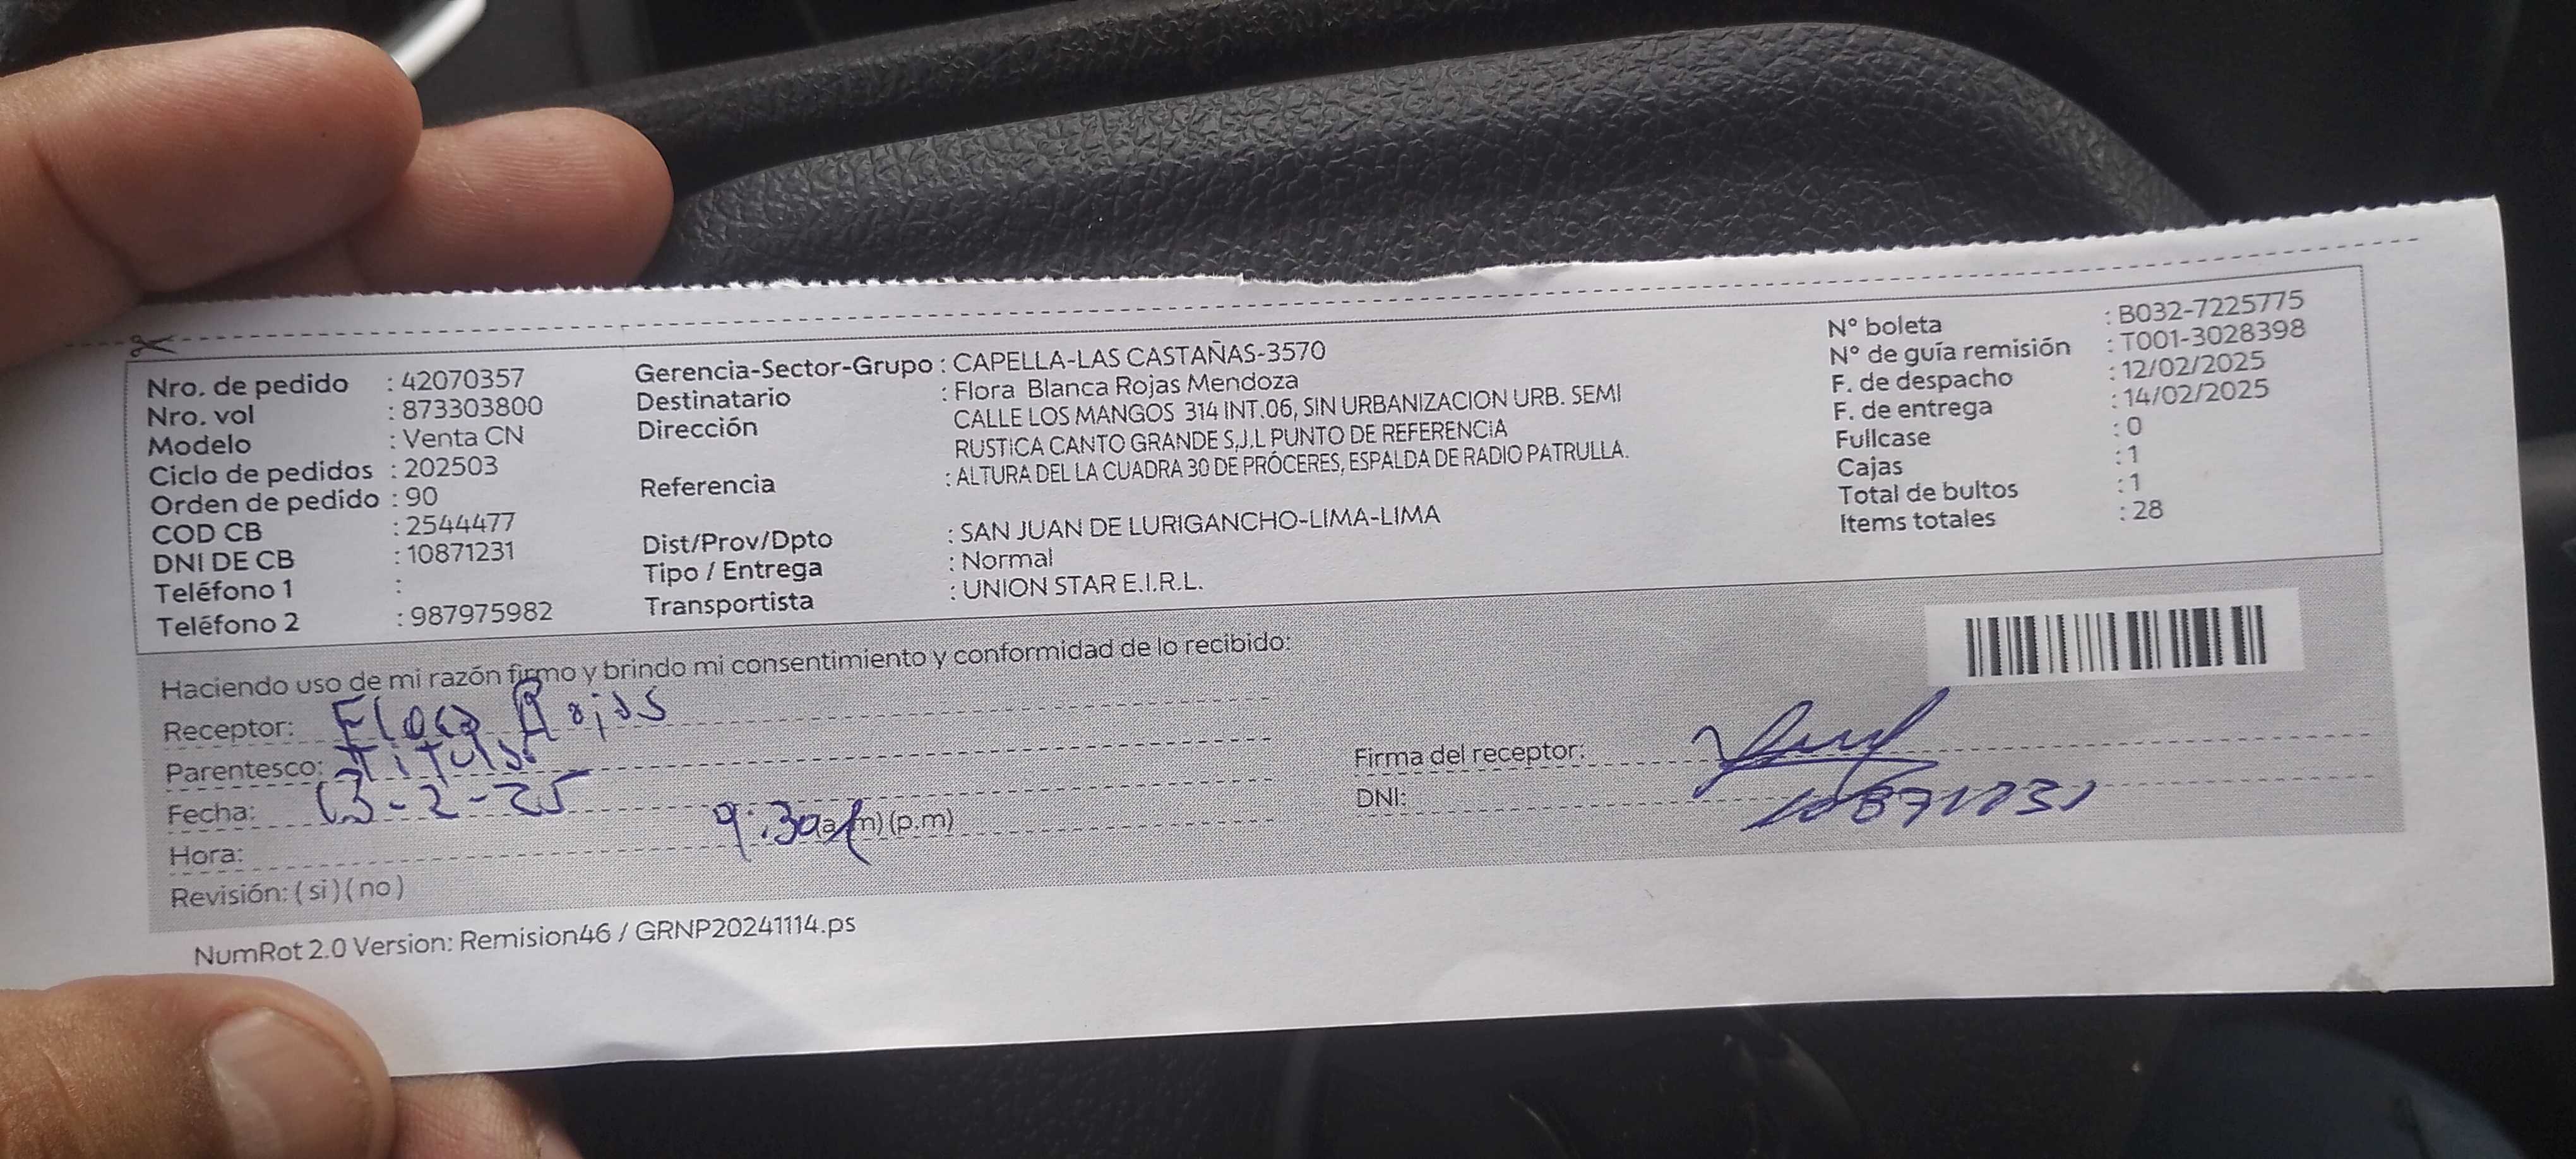 Nro. de pedido : 42070357
Nro. vol : 873303800
Modelo : Venta CN
Ciclo de pedidos : 202503
Orden de pedido : 90
COD CB : 2544477
DNI DE CB : 10871231
Teléfono 1 :
Teléfono 2 : 987975982
Gerencia-Sector-Grupo : CAPELLA-LAS CASTAÑAS-3570
Destinatario : Flora Blanca Rojas Mendoza
Dirección CALLE LOS MANGOS 314 INT.06, SIN URBANIZACION URB. SEMI
RUSTICA CANTO GRANDE S,J.L PUNTO DE REFERENCIA
Referencia : ALTURA DEL LA CUADRA 30 DE PRÓCERES, ESPALDA DE RADIO PATRULLA.
Dist/Prov/Dpto : SAN JUAN DE LURIGANCHO-LIMA-LIMA
Tipo / Entrega : Normal
Transportista : UNION STAR E.I.R.L.
N° boleta : B032-7225775
N° de guía remisión : T001-3028398
F. de despacho : 12/02/2025
F. de entrega : 14/02/2025
Fullcase : 0
Cajas : 1
Total de bultos : 1
Items totales : 28
Haciendo uso de mi razón firmo y brindo mi consentimiento y conformidad de lo recibido:
Receptor: Flora Rojas
Parentesco: Titular
Fecha: 13-2-25
Hora: 9:30 (a.m) (p.m)
Revisión: ( si ) ( no )
Firma del receptor:
DNI: 10871231
NumRot 2.0 Version: Remision46 / GRNP20241114.ps